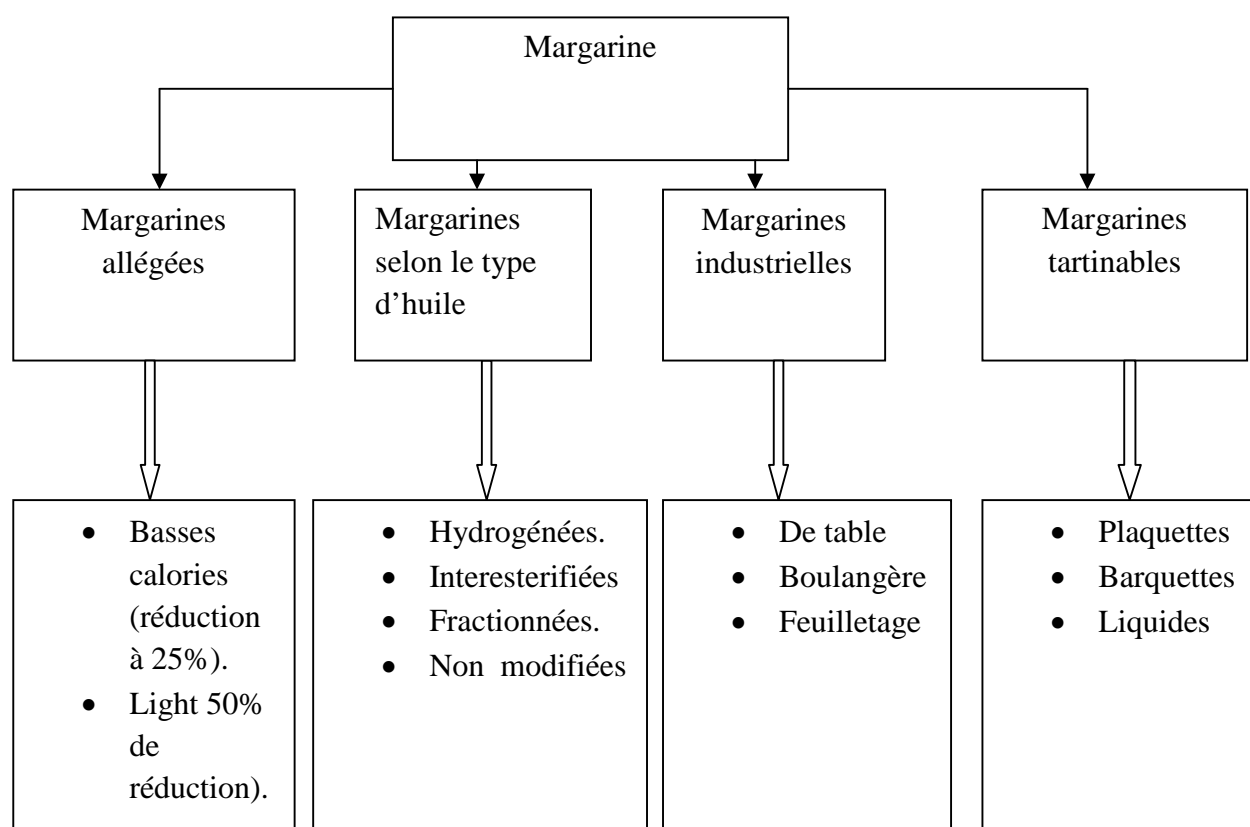 Margarine
Margarines
allégées
Margarines
selon le type
d’huile
Margarines
industrielles
Margarines
tartinables
• Basses
calories
(réduction
à 25%).
• Light 50%
de
réduction).
• Hydrogénées.
• Interesterifiées
• Fractionnées.
• Non modifiées
• De table
• Boulangère
• Feuilletage
• Plaquettes
• Barquettes
• Liquides